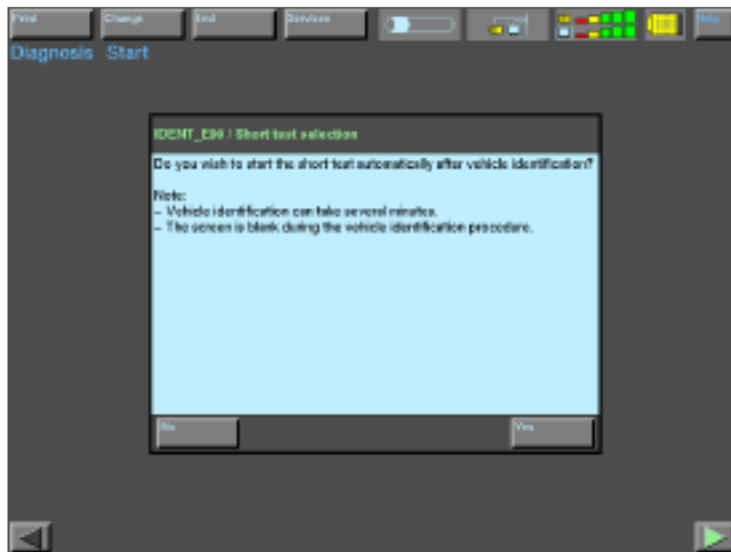 Print
Change
End
Services
Help
Diagnosis Start
IDENT_E90 / Short test selection
Do you wish to start the short test automatically after vehicle identification?
Note:
– Vehicle identification can take several minutes.
– The screen is blank during the vehicle identification procedure.
No
Yes